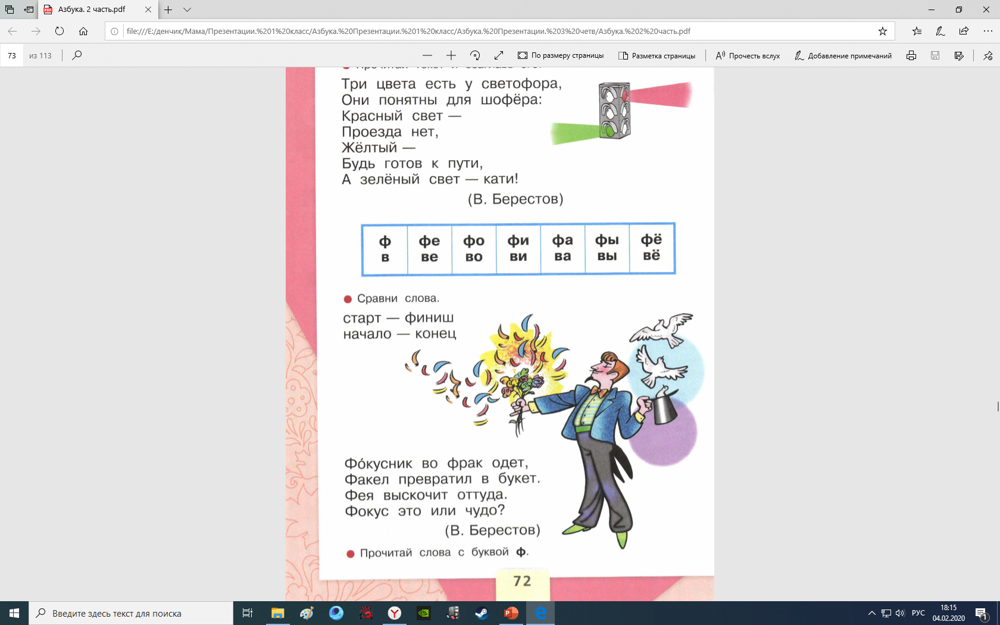 Азбука. 2 часть.pdf
file:///E:/денчик/Мама/Презентации.%201%20класс/Азбука.%20Презентации.%201%20класс/Азбука.%20Презентации.%203%20четв/Азбука.%202%20часть.pdf
73 из 113 По размеру страницы Разметка страницы Прочесть вслух Добавление примечаний
Три цвета есть у светофора,
Они понятны для шофёра:
Красный свет —
Проезда нет,
Жёлтый —
Будь готов к пути,
А зелёный свет — кати!
(В. Берестов)
ф фе фо фи фа фы фё
в ве во ви ва вы вё
Сравни слова.
старт — финиш
начало — конец
Фо́кусник во фрак одет,
Факел превратил в букет.
Фея выскочит оттуда.
Фокус это или чудо?
(В. Берестов)
Прочитай слова с буквой ф.
72
Введите здесь текст для поиска
РУС
18:15
04.02.2020
1